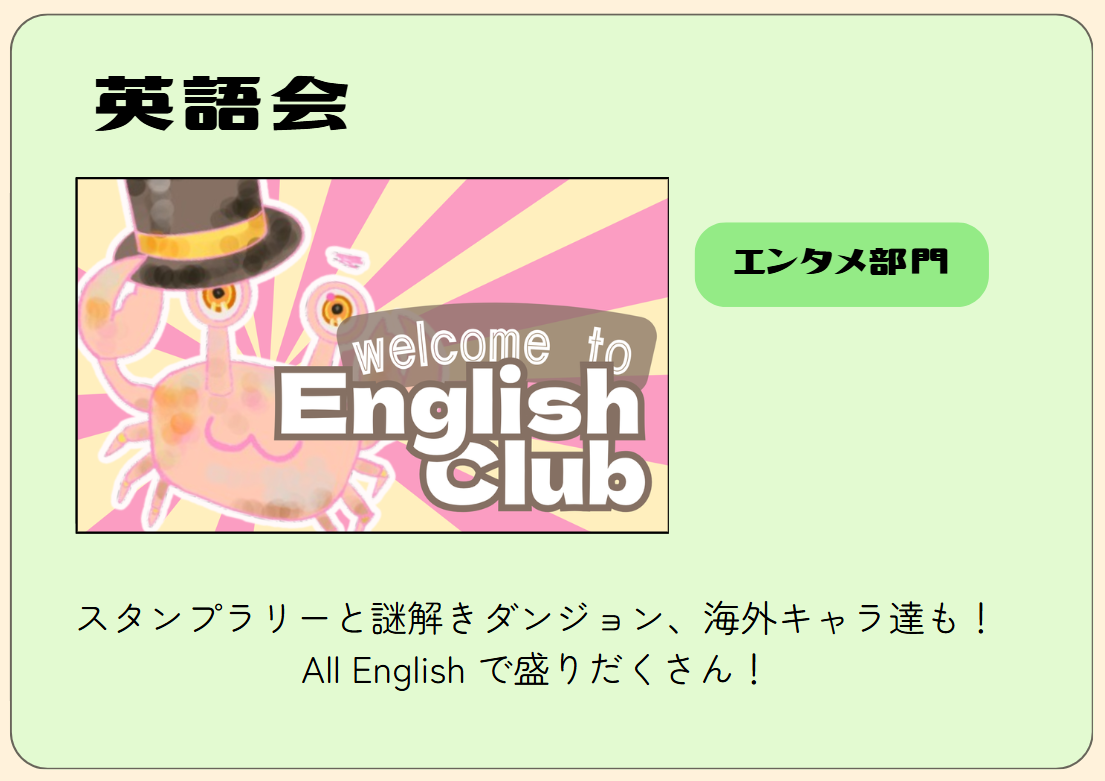 英語会
welcome to
English
Club
エンタメ部門
スタンプラリーと謎解きダンジョン、海外キャラ達も！
All English で盛りだくさん！